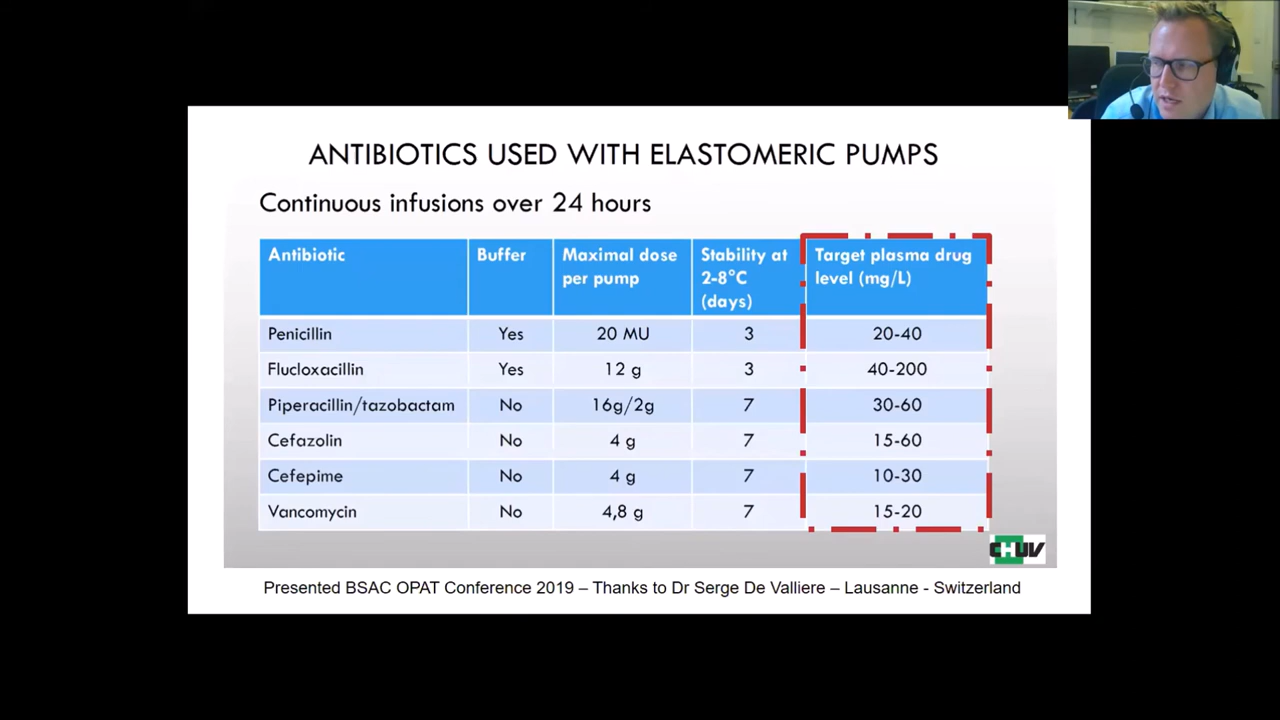 ANTIBIOTICS USED WITH ELASTOMERIC PUMPS
Continuous infusions over 24 hours
Antibiotic Buffer Maximal dose per pump Stability at 2-8°C (days) Target plasma drug level (mg/L)
Penicillin Yes 20 MU 3 20-40
Flucloxacillin Yes 12 g 3 40-200
Piperacillin/tazobactam No 16g/2g 7 30-60
Cefazolin No 4 g 7 15-60
Cefepime No 4 g 7 10-30
Vancomycin No 4,8 g 7 15-20
CHUV
Presented BSAC OPAT Conference 2019 – Thanks to Dr Serge De Valliere – Lausanne - Switzerland